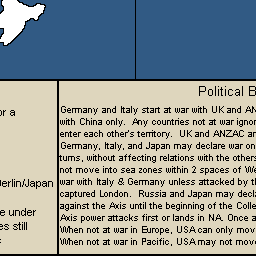 Political B
or a
Berlin/Japan
e under
es still
Germany and Italy start at war with UK and AN
with China only.  Any countries not at war ignor
enter each other's territory.  UK and ANZAC ar
Germany, Italy, and Japan may declare war on
turns, without affecting relations with the others
not move into sea zones within 2 spaces of We
war with Italy & Germany unless attacked by th
captured London.  Russia and Japan may decl
against the Axis until the beginning of the Colle
Axis power attacks first or lands in NA. Once a
When not at war in Europe, USA can only mov
When not at war in Pacific, USA may not move